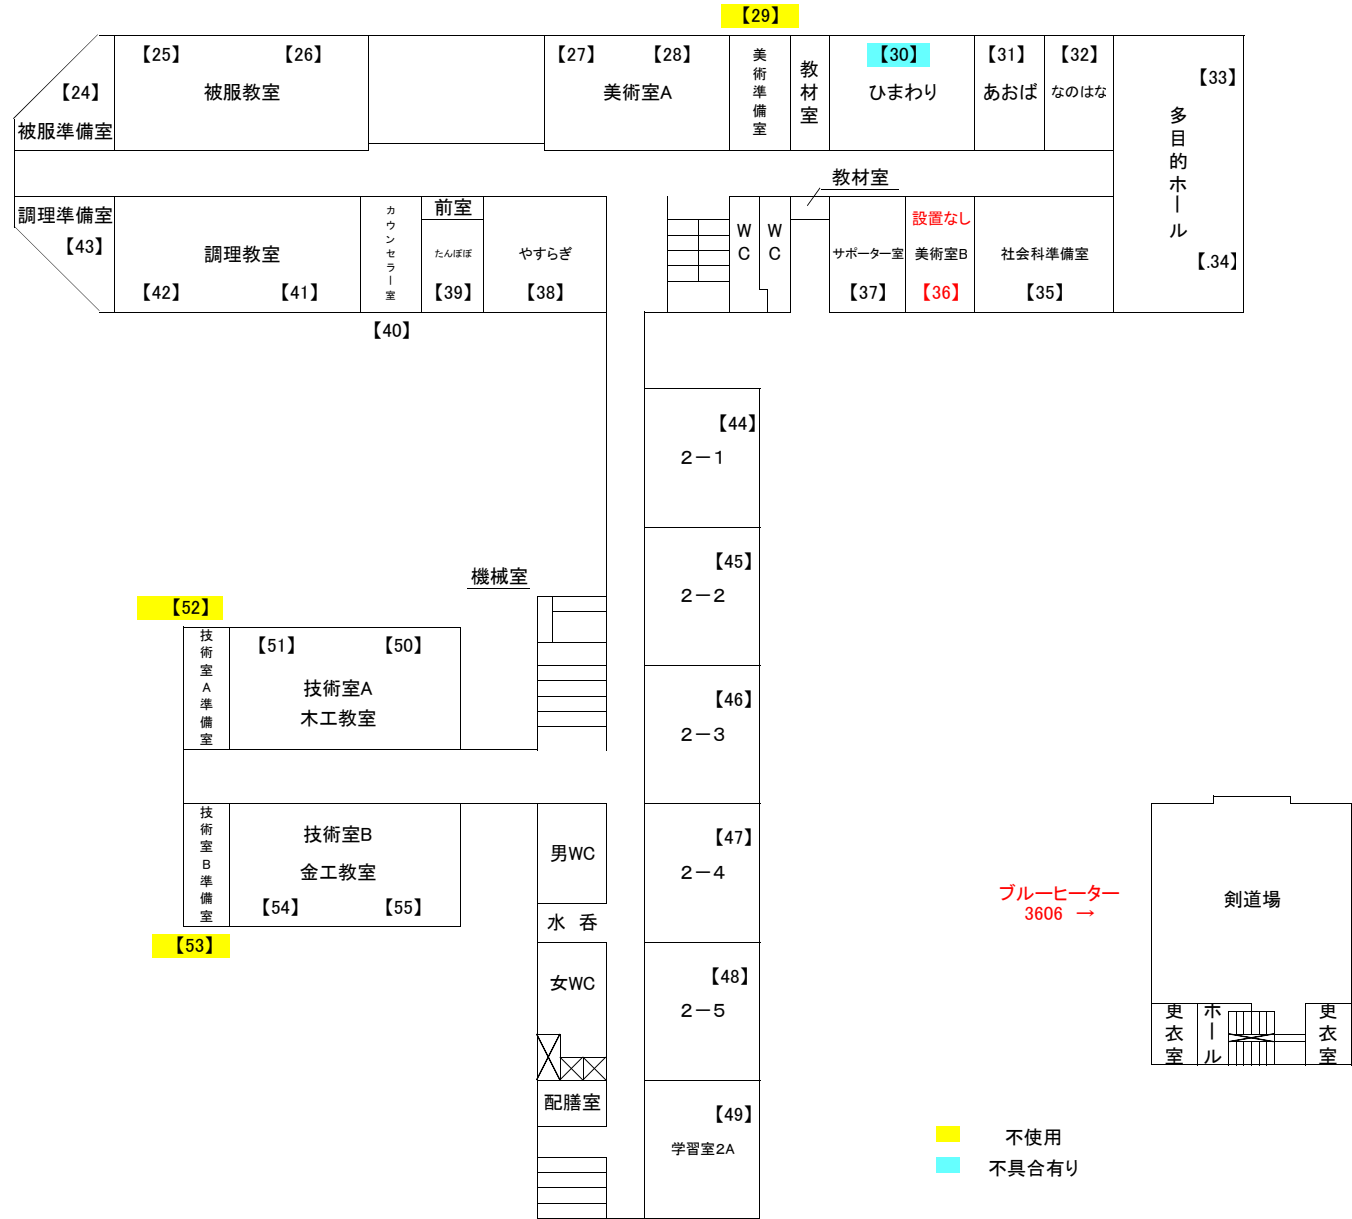 【29】
【25】 【26】
【27】 【28】
【30】
【31】 【32】
【33】
【24】
被服教室
美術室A
美術準備室
教材室
ひまわり
あおば
なのはな
多目的ホール
被服準備室
教材室
調理準備室
【43】
調理教室
【42】 【41】
カウンセラー室
【40】
前室
たんぽぽ
【39】
やすらぎ
【38】
WC
WC
サポーター室
【37】
設置なし
美術室B
【36】
社会科準備室
【35】
【.34】
【44】
2-1
【45】
2-2
機械室
【52】
技術室A準備室
【51】 【50】
技術室A
木工教室
【46】
2-3
技術室B準備室
技術室B
金工教室
【54】 【55】
【53】
男WC
水 呑
女WC
配膳室
【47】
2-4
【48】
2-5
【49】
学習室2A
ブルーヒーター
3606 →
剣道場
更衣室
ホール
更衣室
不使用
不具合有り